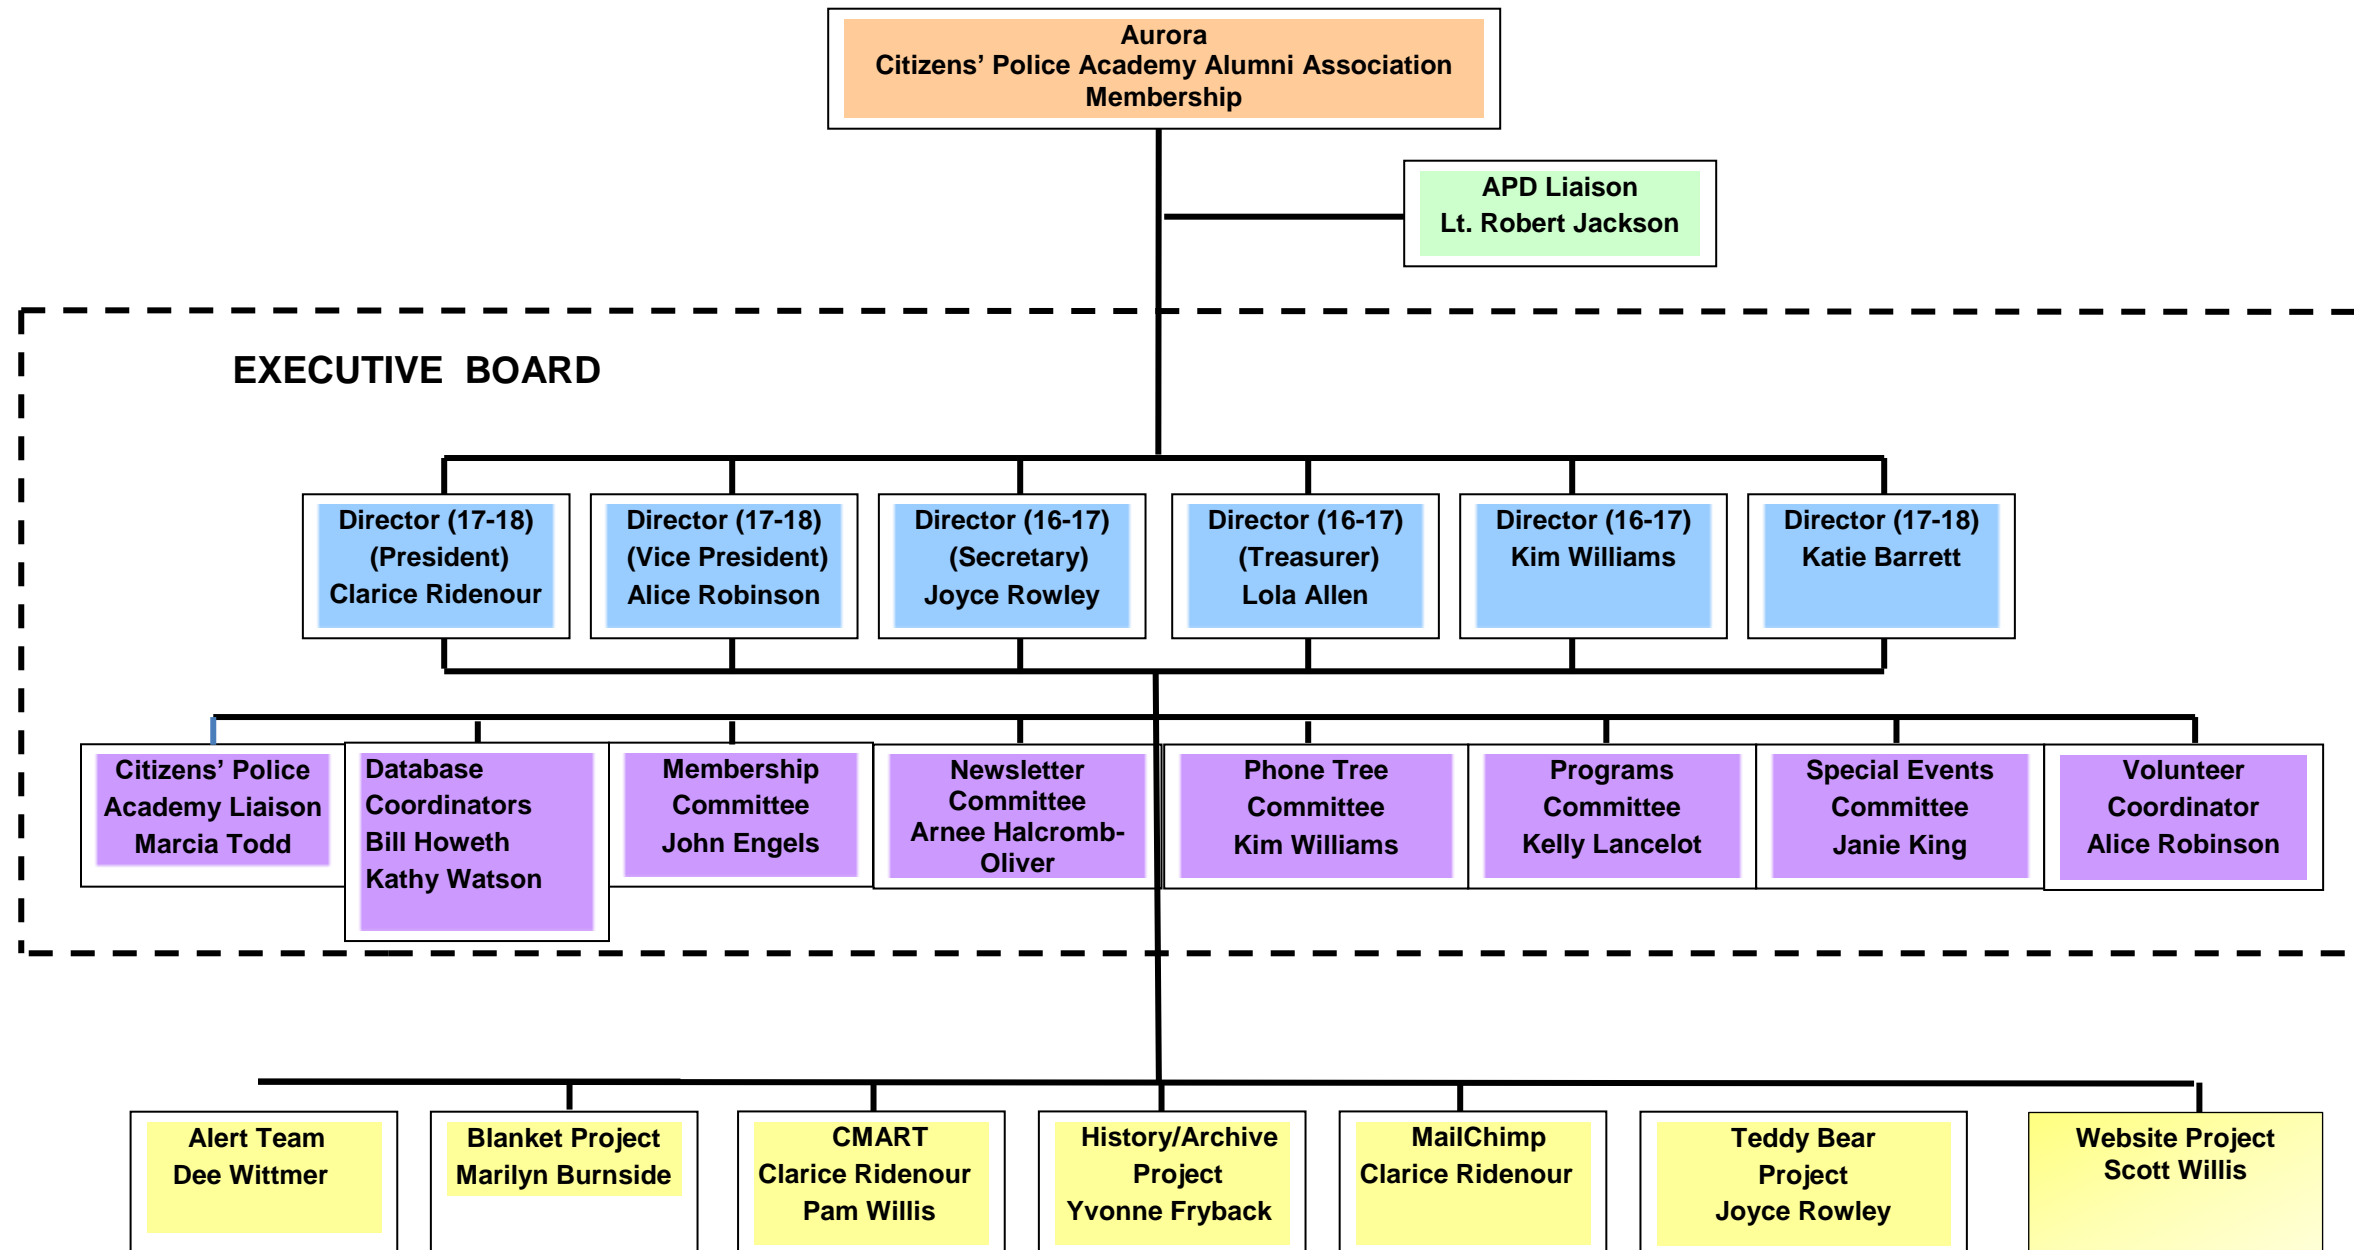 Aurora
Citizens’ Police Academy Alumni Association
Membership
APD Liaison
Lt. Robert Jackson
EXECUTIVE BOARD
Director (17-18)
(President)
Clarice Ridenour
Director (17-18)
(Vice President)
Alice Robinson
Director (16-17)
(Secretary)
Joyce Rowley
Director (16-17)
(Treasurer)
Lola Allen
Director (16-17)
Kim Williams
Director (17-18)
Katie Barrett
Citizens’ Police
Academy Liaison
Marcia Todd
Database
Coordinators
Bill Howeth
Kathy Watson
Membership
Committee
John Engels
Newsletter
Committee
Arnee Halcromb-
Oliver
Phone Tree
Committee
Kim Williams
Programs
Committee
Kelly Lancelot
Special Events
Committee
Janie King
Volunteer
Coordinator
Alice Robinson
Alert Team
Dee Wittmer
Blanket Project
Marilyn Burnside
CMART
Clarice Ridenour
Pam Willis
History/Archive
Project
Yvonne Fryback
MailChimp
Clarice Ridenour
Teddy Bear
Project
Joyce Rowley
Website Project
Scott Willis